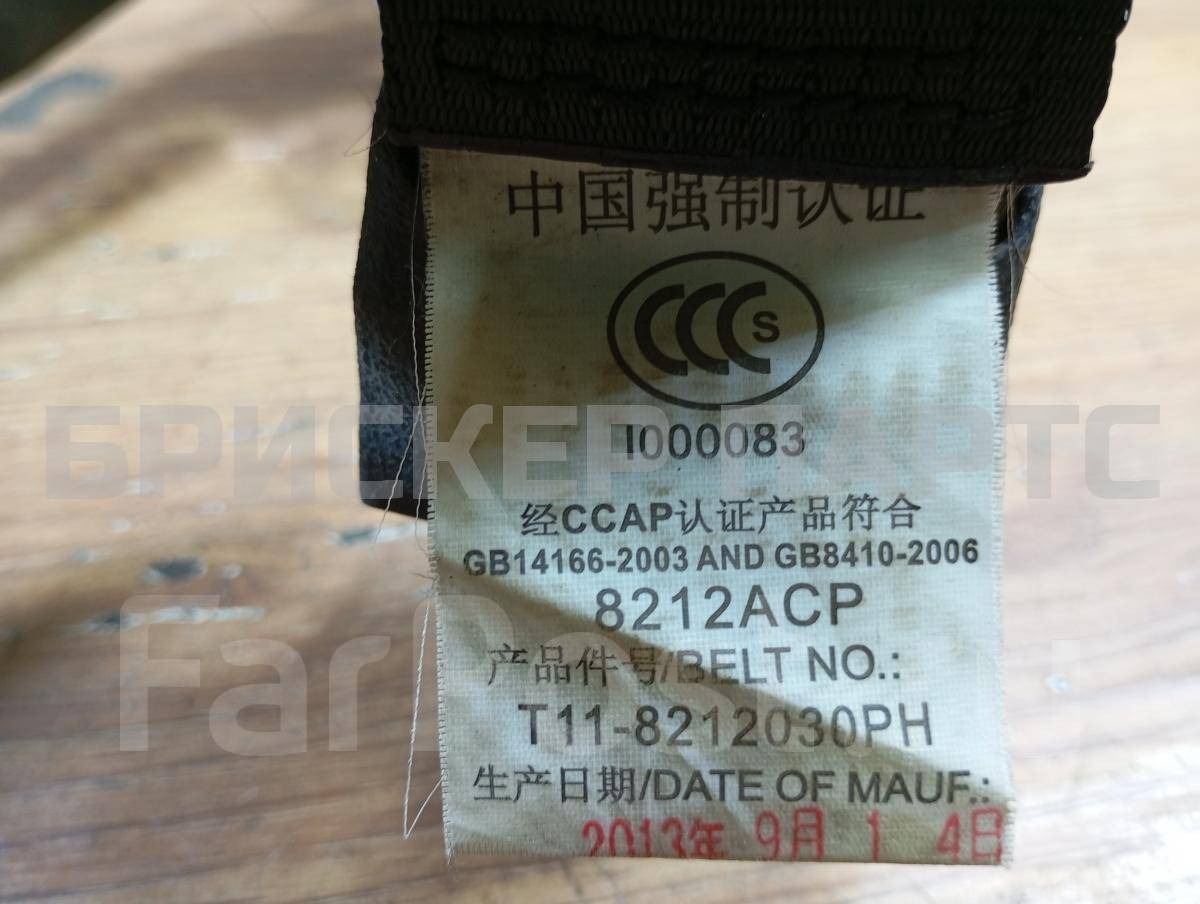 中国强制认证
CCCS
I000083
БРИСКЕР ПАРТС
经CCAP认证产品符合
GB14166-2003 AND GB8410-2006
8212ACP
产品件号/BELT NO.:
T11-8212030PH
生产日期/DATE OF MAUF.:
2013年 9月 1 4日